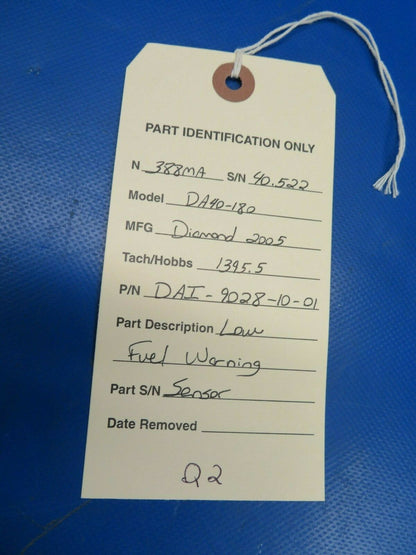 PART IDENTIFICATION ONLY
N 388MA S/N 40.522
Model DA40-180
MFG Diamond 2005
Tach/Hobbs 1395.5
P/N DAI-9028-10-01
Part Description Low
Fuel Warning
Part S/N Sensor
Date Removed
Q2